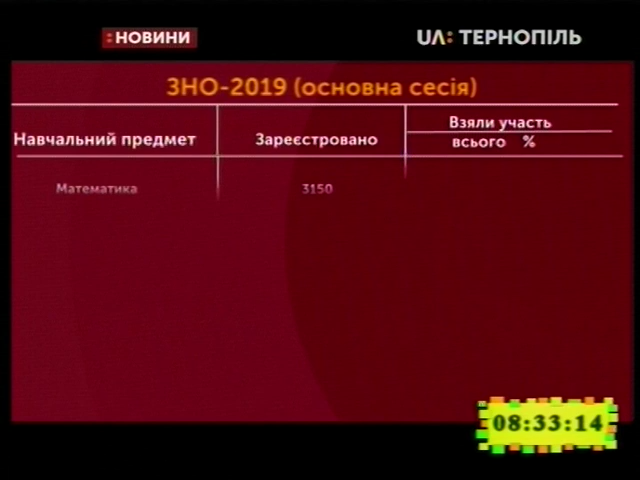 :НОВИНИ
UA: ТЕРНОПІЛЬ
ЗНО-2019 (основна сесія)
Навчальний предмет
Зареєстровано
Взяли участь
всього %
Математика
3150
08:33:14